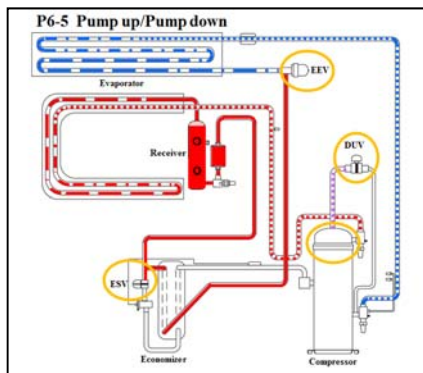 P6-5 Pump up/Pump down
Evaporator
EEV
DUV
Receiver
ESV
Economizer
Compressor